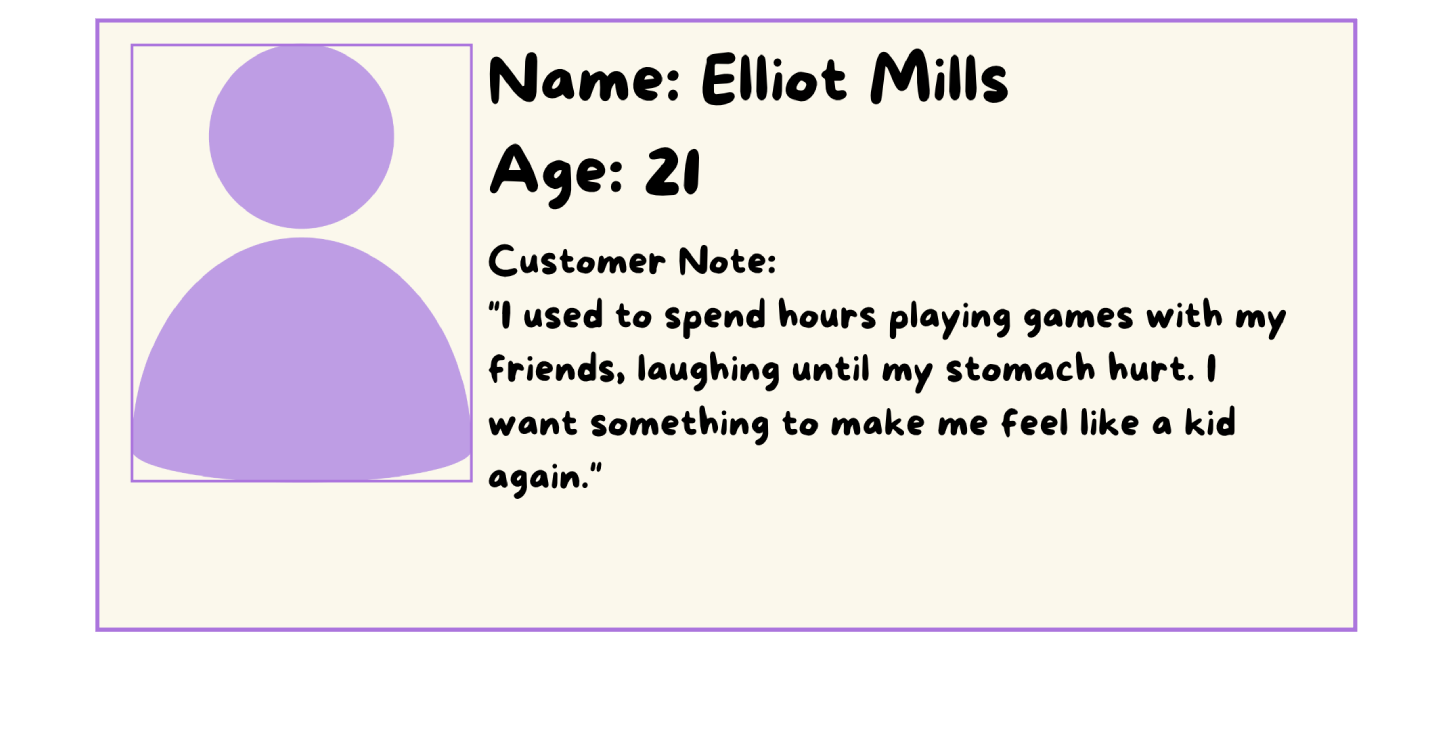 Name: Elliot Mills
Age: 21
Customer Note:
"I used to spend hours playing games with my
friends, laughing until my stomach hurt. I
want something to make me feel like a kid
again."